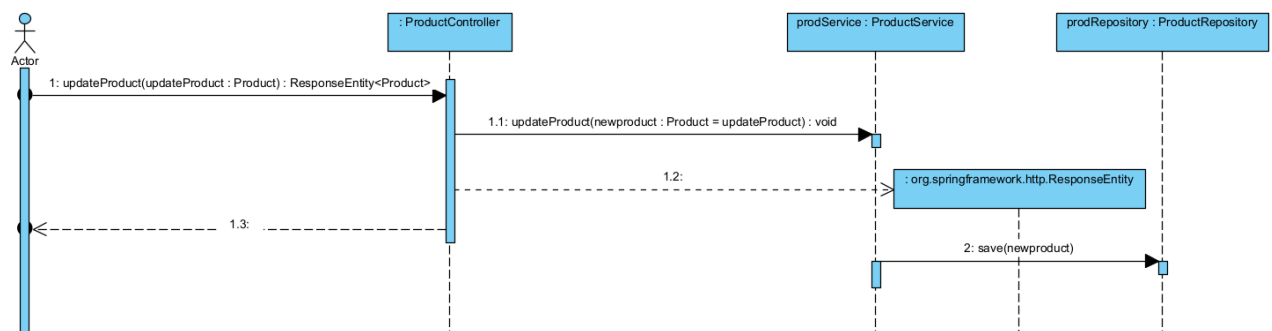 : ProductController
prodService : ProductService
prodRepository : ProductRepository
Actor
1: updateProduct(updateProduct : Product) : ResponseEntity<Product>
1.1: updateProduct(newproduct : Product = updateProduct) : void
1.2:
: org.springframework.http.ResponseEntity
1.3:
2: save(newproduct)